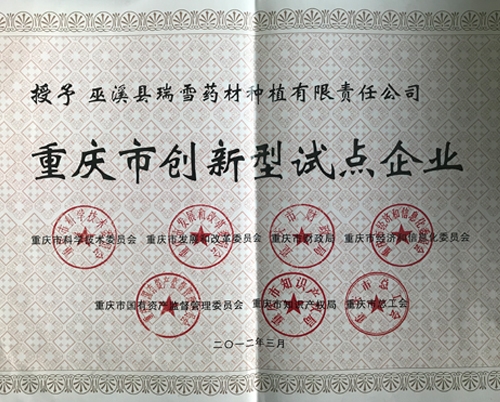 授予 巫溪县瑞雪药材种植有限责任公司
重庆市创新型试点企业
重庆市科学技术委员会 重庆市发展和改革委员会 重庆市财政局 重庆市经济和信息化委员会
重庆市国有资产监督管理委员会 重庆市知识产权局 重庆市总工会
二〇一二年三月